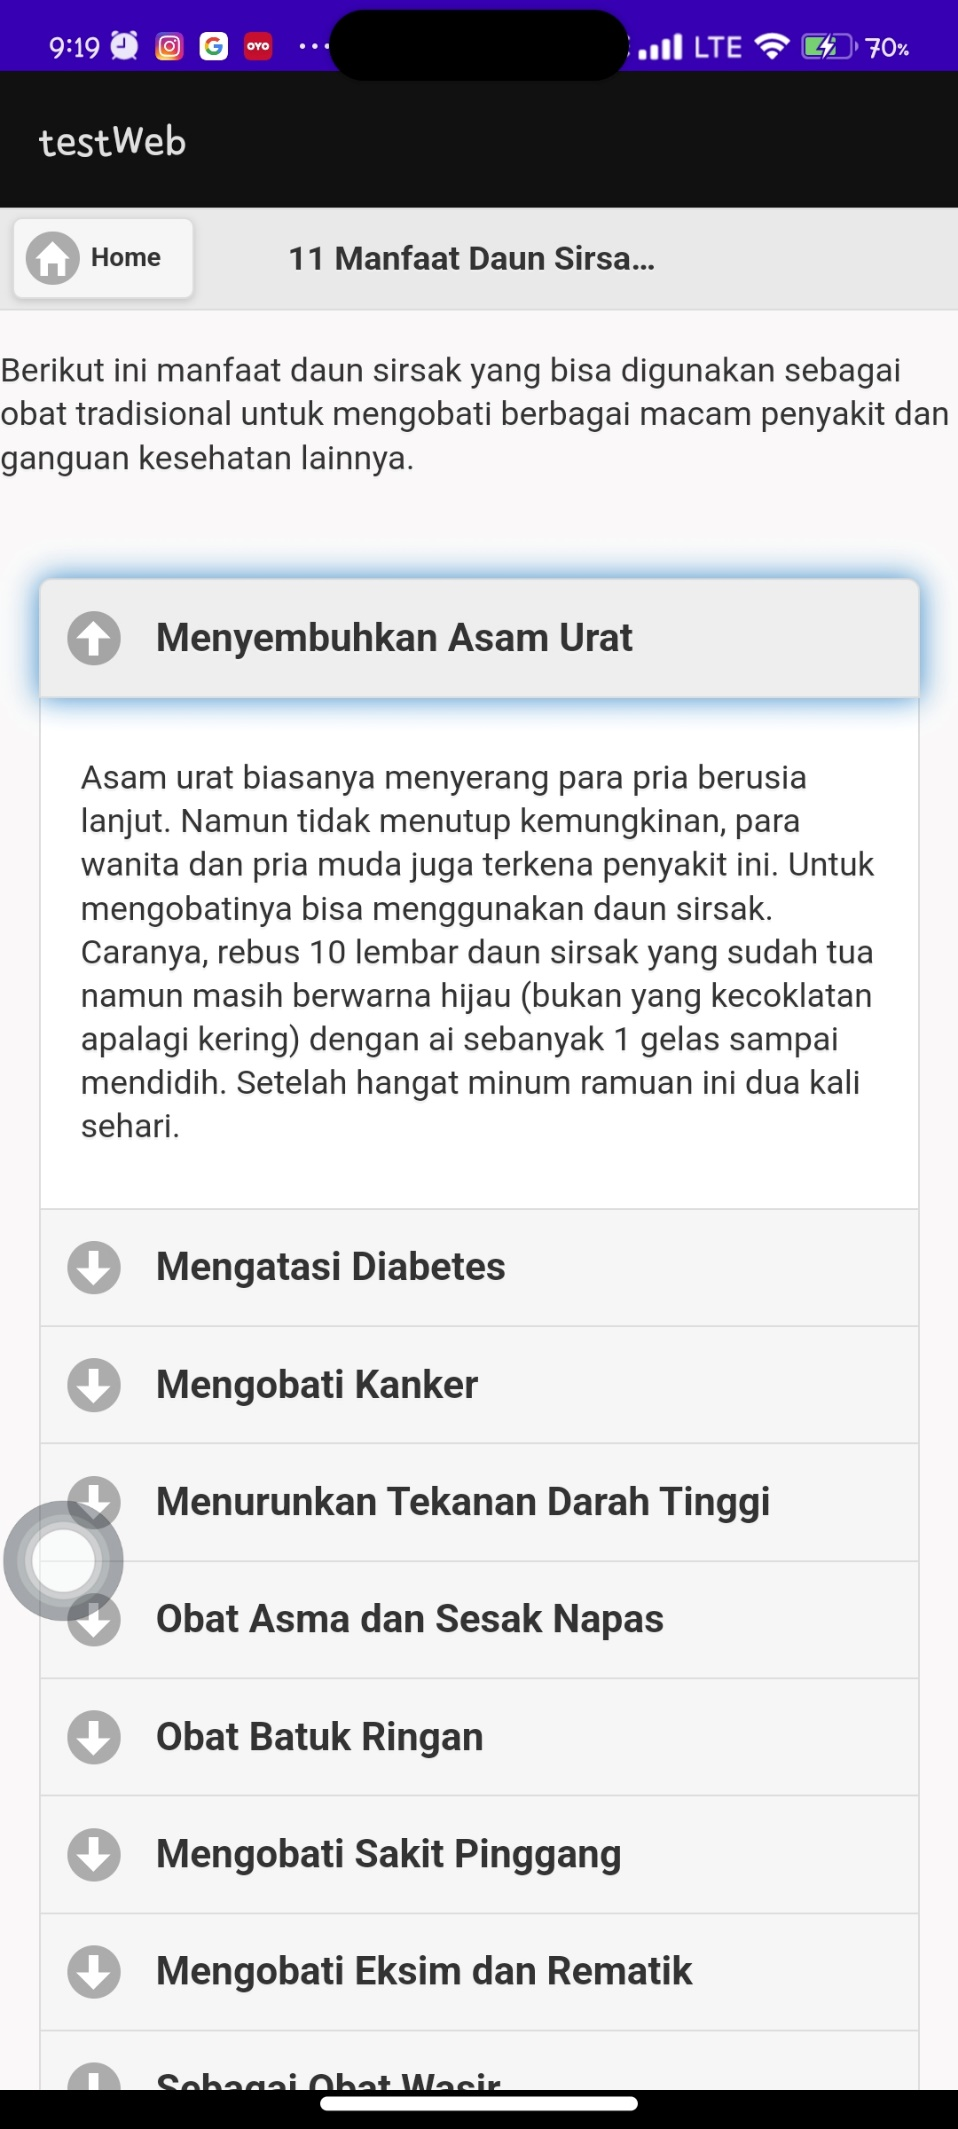 9:19 OYO ... LTE 70%
testWeb
Home
11 Manfaat Daun Sirsa...
Berikut ini manfaat daun sirsak yang bisa digunakan sebagai
obat tradisional untuk mengobati berbagai macam penyakit dan
ganguan kesehatan lainnya.
Menyembuhkan Asam Urat
Asam urat biasanya menyerang para pria berusia
lanjut. Namun tidak menutup kemungkinan, para
wanita dan pria muda juga terkena penyakit ini. Untuk
mengobatinya bisa menggunakan daun sirsak.
Caranya, rebus 10 lembar daun sirsak yang sudah tua
namun masih berwarna hijau (bukan yang kecoklatan
apalagi kering) dengan ai sebanyak 1 gelas sampai
mendidih. Setelah hangat minum ramuan ini dua kali
sehari.
Mengatasi Diabetes
Mengobati Kanker
Menurunkan Tekanan Darah Tinggi
Obat Asma dan Sesak Napas
Obat Batuk Ringan
Mengobati Sakit Pinggang
Mengobati Eksim dan Rematik
Sebagai Obat Wasir